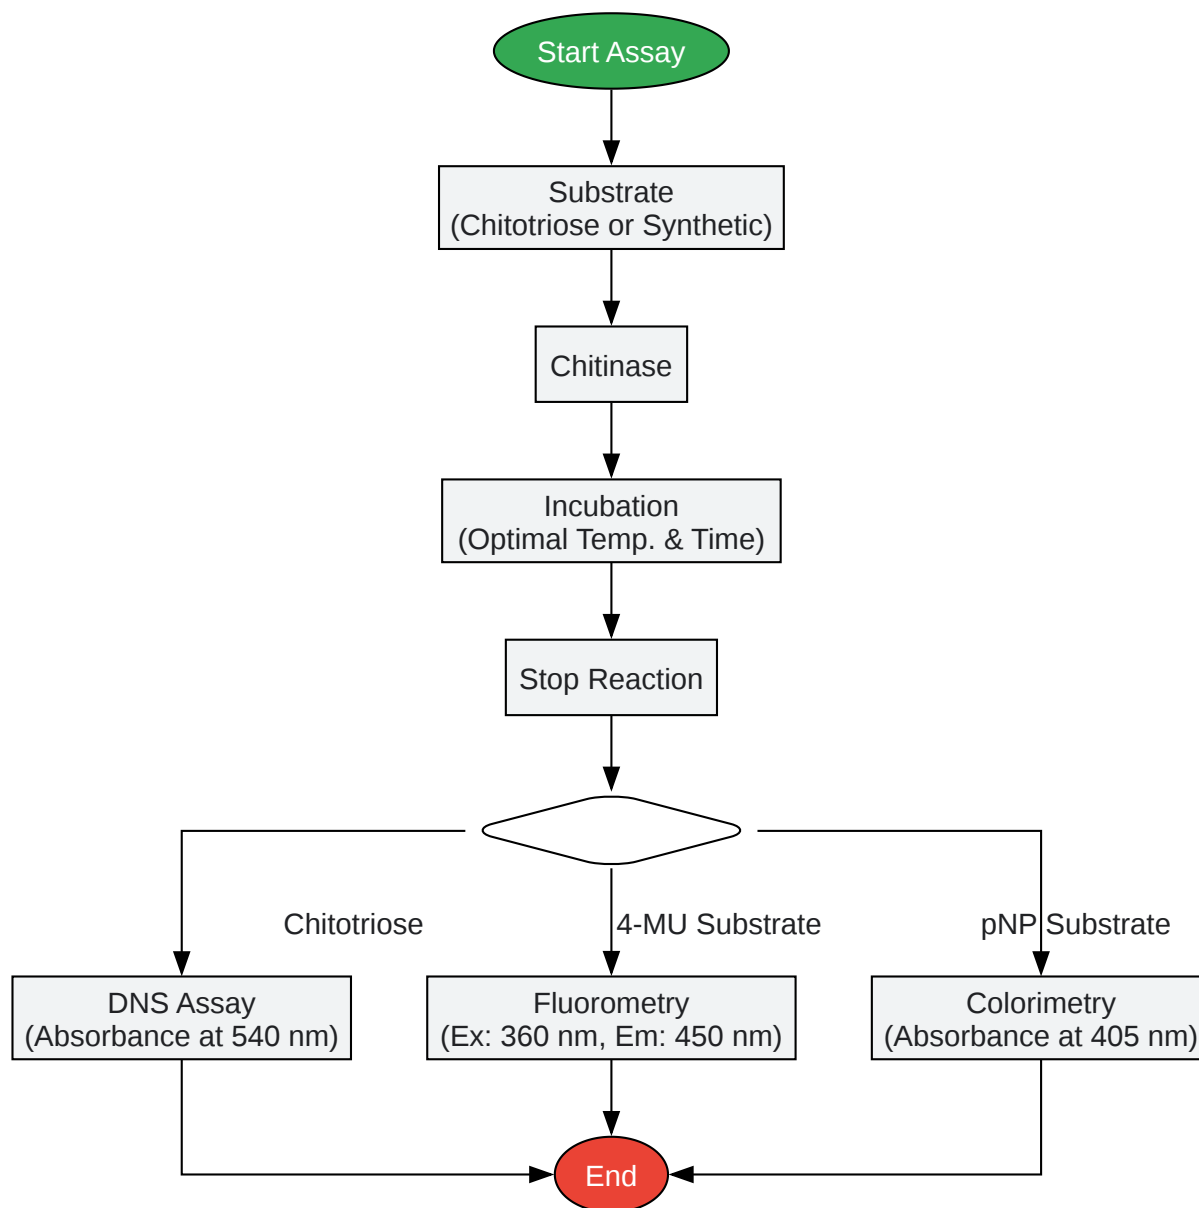 Start Assay
Substrate
(Chitotriose or Synthetic)
Chitinase
Incubation
(Optimal Temp. & Time)
Stop Reaction
Chitotriose
4-MU Substrate
pNP Substrate
DNS Assay
(Absorbance at 540 nm)
Fluorometry
(Ex: 360 nm, Em: 450 nm)
Colorimetry
(Absorbance at 405 nm)
End